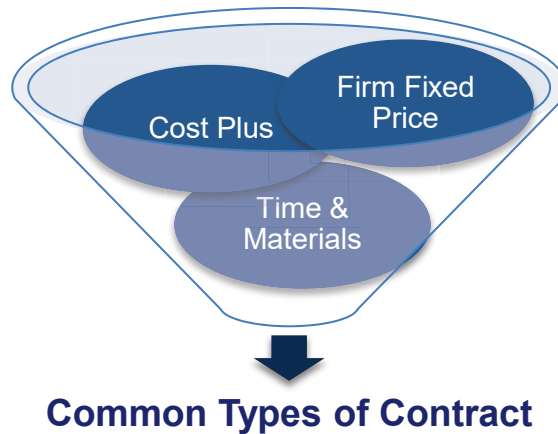 Cost Plus
Firm Fixed
Price
Time &
Materials
Common Types of Contract